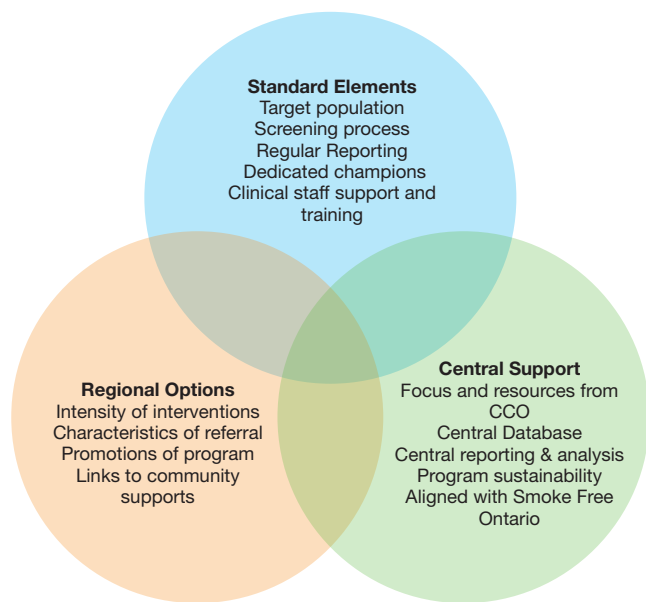 Standard Elements
Target population
Screening process
Regular Reporting
Dedicated champions
Clinical staff support and
training
Regional Options
Intensity of interventions
Characteristics of referral
Promotions of program
Links to community
supports
Central Support
Focus and resources from
CCO
Central Database
Central reporting & analysis
Program sustainability
Aligned with Smoke Free
Ontario